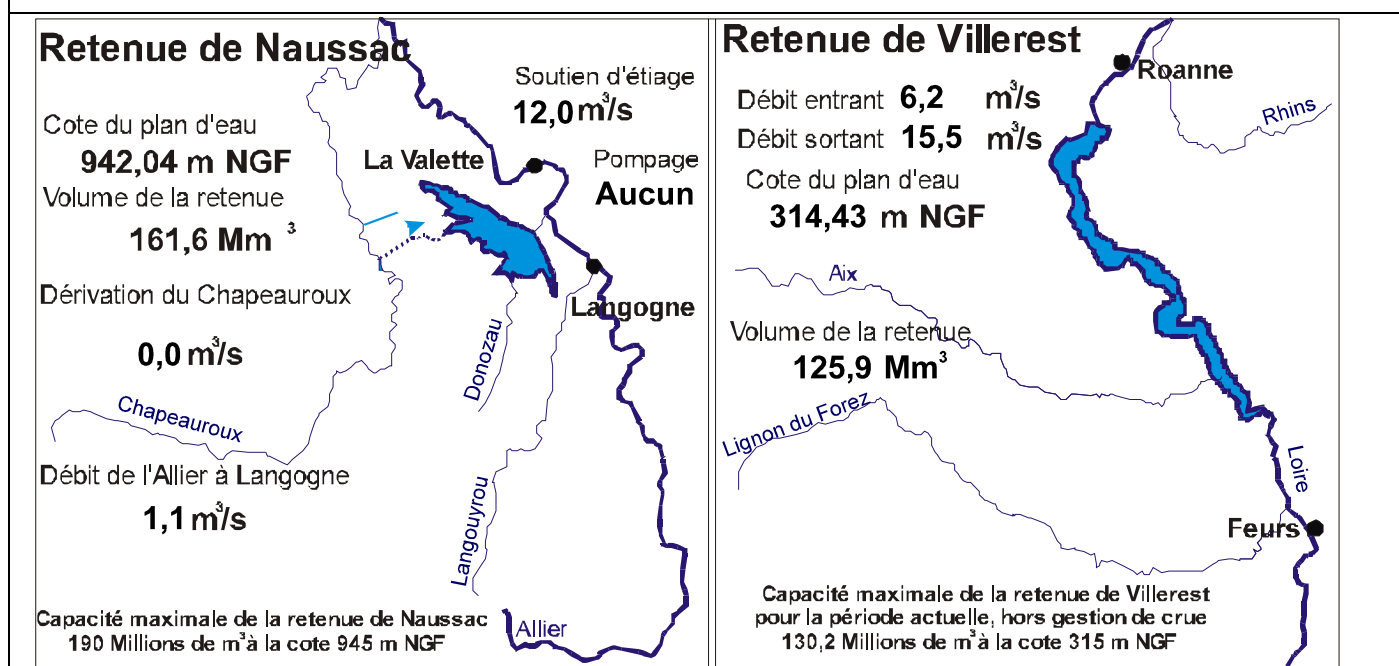 Retenue de Naussac
Soutien d'étiage
12,0 m³/s
Cote du plan d'eau
942,04 m NGF
La Valette
Pompage
Aucun
Volume de la retenue
161,6 Mm ³
Dérivation du Chapeauroux
0,0 m³/s
Langogne
Donozau
Chapeauroux
Débit de l'Allier à Langogne
1,1 m³/s
Langouyrou
Allier
Capacité maximale de la retenue de Naussac
190 Millions de m³ à la cote 945 m NGF
Retenue de Villerest
Roanne
Débit entrant 6,2 m³/s
Rhins
Débit sortant 15,5 m³/s
Cote du plan d'eau
314,43 m NGF
Aix
Volume de la retenue
125,9 Mm³
Lignon du Forez
Loire
Feurs
Capacité maximale de la retenue de Villerest
pour la période actuelle, hors gestion de crue
130,2 Millions de m³ à la cote 315 m NGF